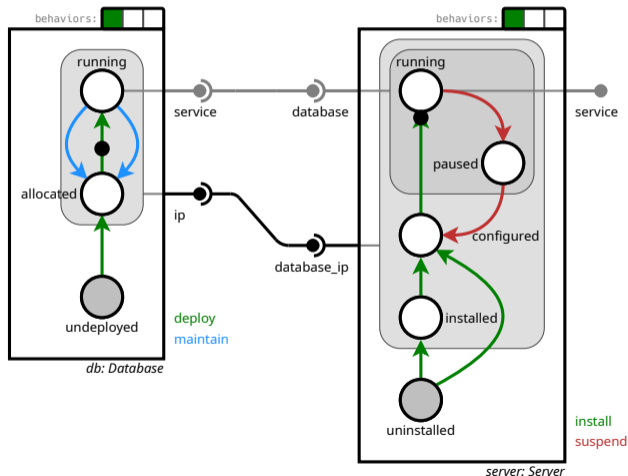 behaviors:
behaviors:
running
service
database
running
service
paused
allocated
ip
configured
database_ip
undeployed
deploy
maintain
installed
db: Database
uninstalled
install
suspend
server: Server